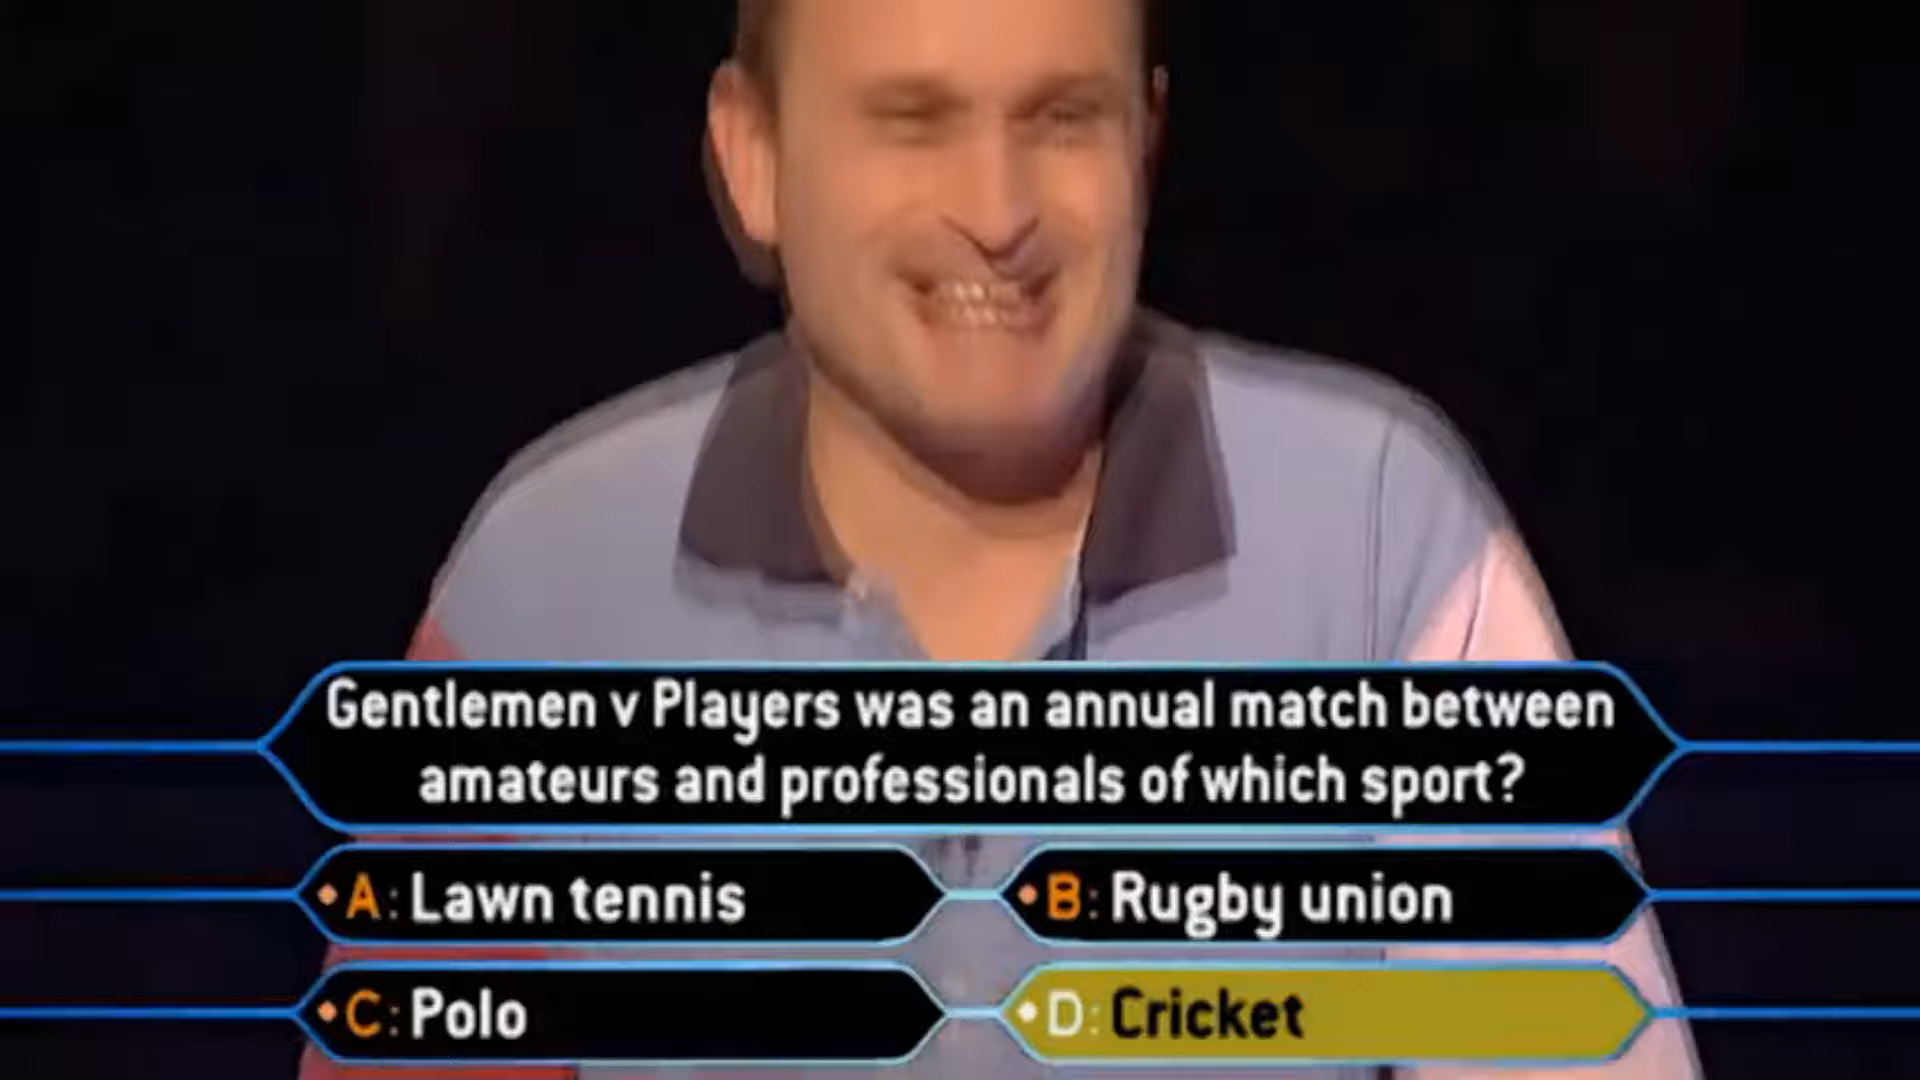 Gentlemen v Players was an annual match between
amateurs and professionals of which sport?
A: Lawn tennis
B: Rugby union
C: Polo
D: Cricket